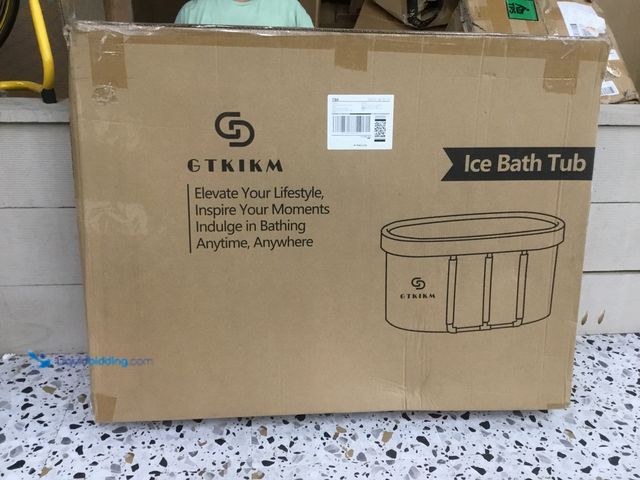 GTKIKM
Elevate Your Lifestyle,
Inspire Your Moments
Indulge in Bathing
Anytime, Anywhere
Ice Bath Tub
GTKIKM